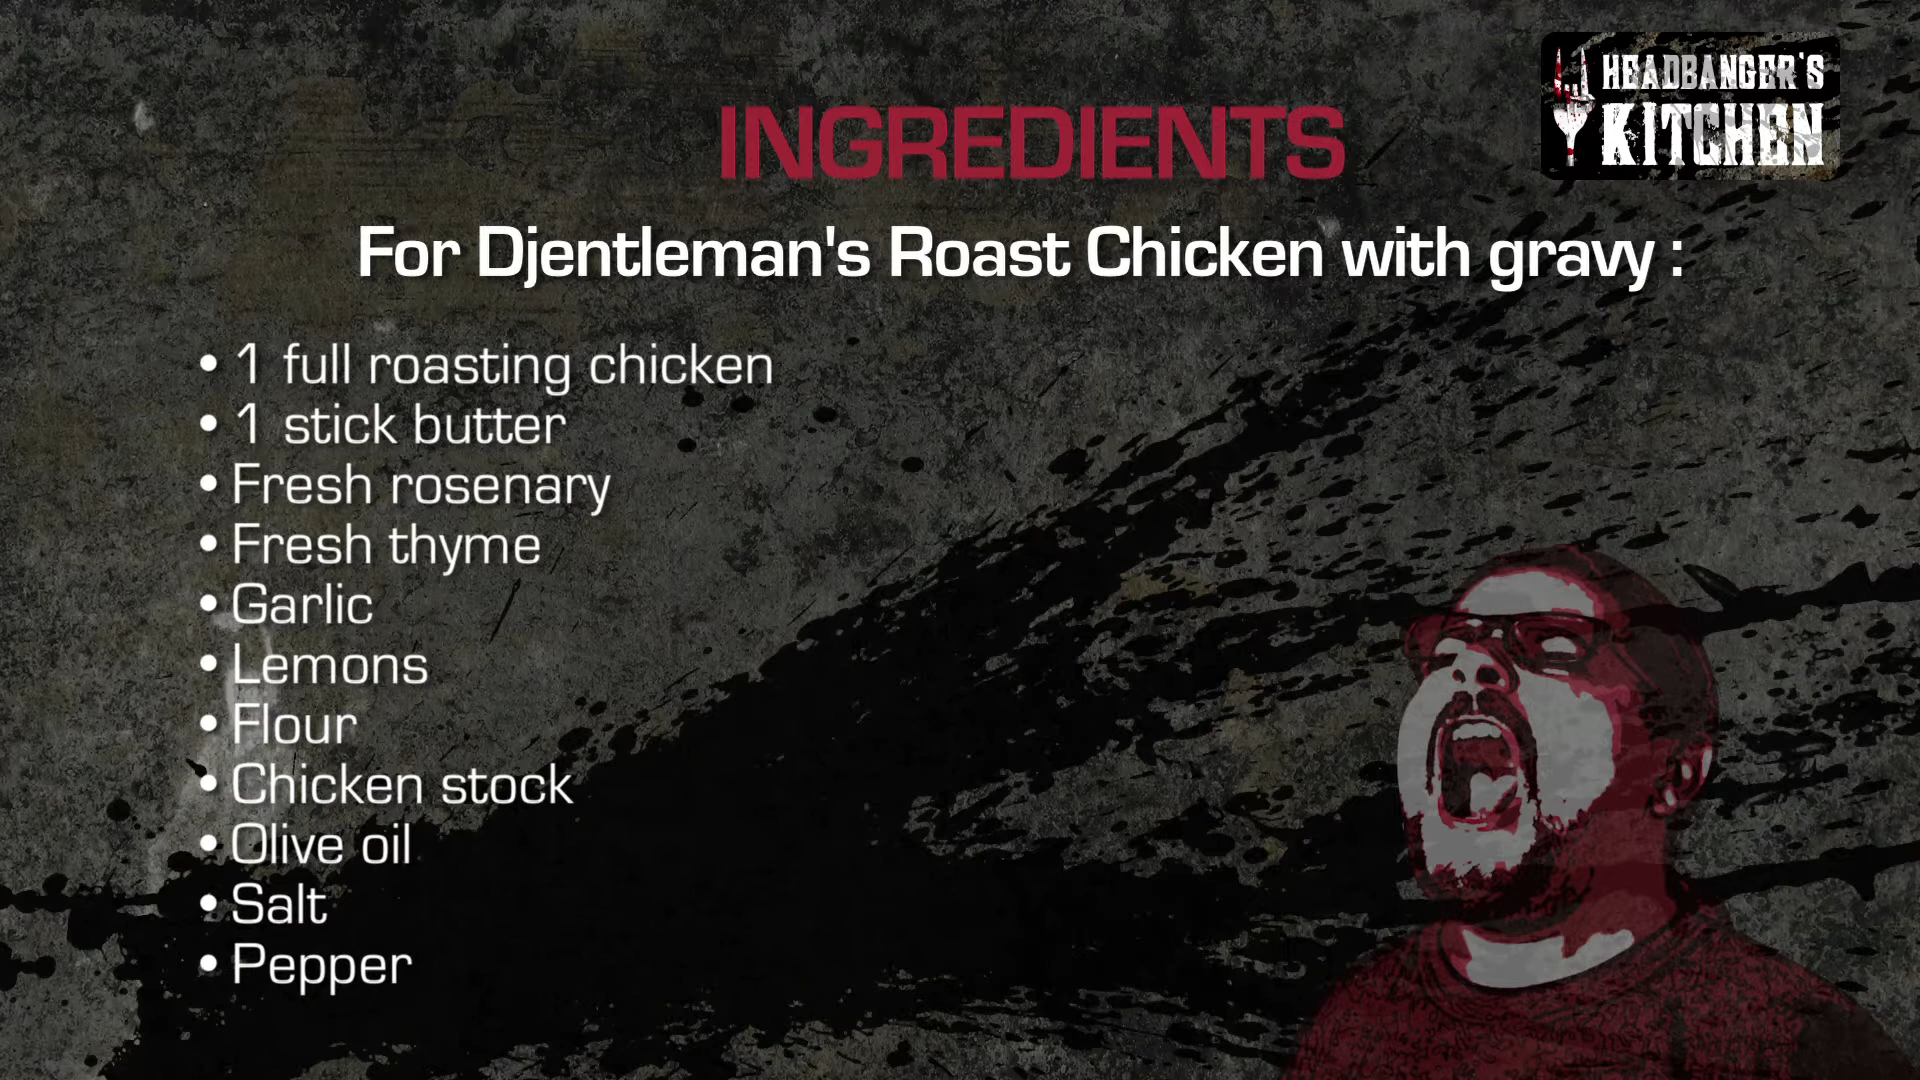 HEADBANGER'S
KITCHEN
INGREDIENTS
For Djentleman's Roast Chicken with gravy :
• 1 full roasting chicken
• 1 stick butter
• Fresh rosenary
• Fresh thyme
• Garlic
• Lemons
• Flour
• Chicken stock
• Olive oil
• Salt
• Pepper